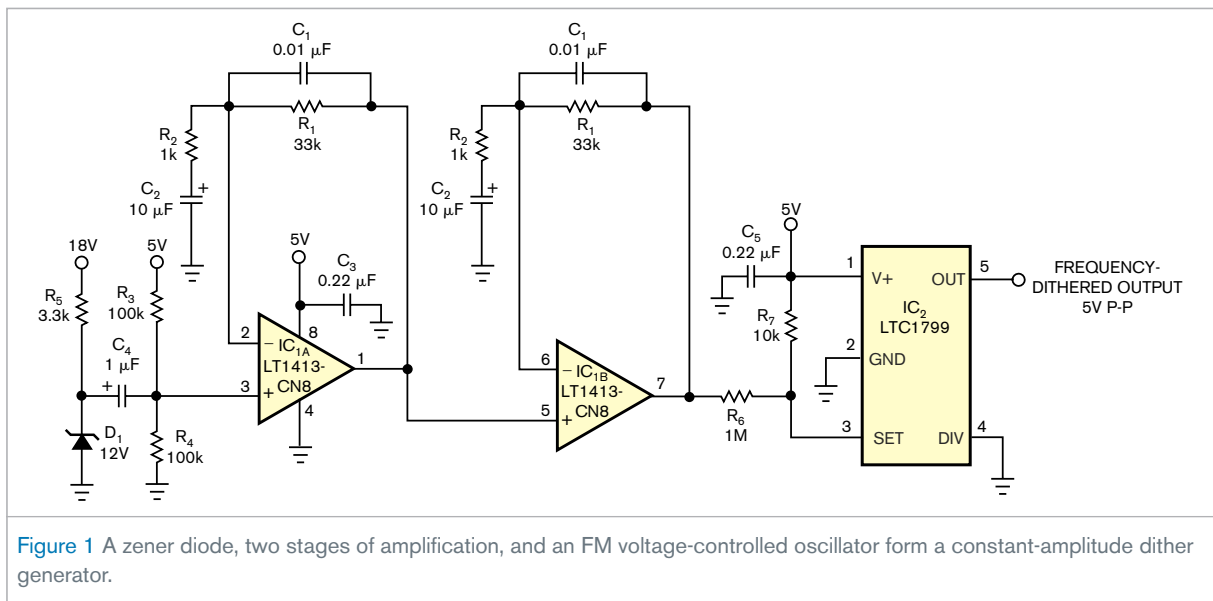 C1
0.01 µF
C1
0.01 µF
R2
1k
R1
33k
R2
1k
R1
33k
C2
10 µF
+
C2
10 µF
+
18V
5V
5V
5V
R5
3.3k
R3
100k
C3
0.22 µF
C5
0.22 µF
C4
1 µF
+
2
8
− IC1A
LT1413-
CN8
3
+
1
4
D1
12V
R4
100k
6
− IC1B
LT1413-
CN8
5
+
7
R6
1M
R7
10k
1
V+
OUT
5
IC2
LTC1799
2
GND
3
SET
DIV
4
FREQUENCY-
DITHERED OUTPUT
5V P-P
Figure 1 A zener diode, two stages of amplification, and an FM voltage-controlled oscillator form a constant-amplitude dither
generator.